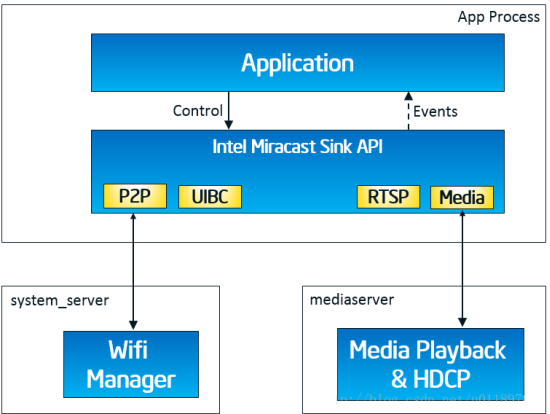 App Process
Application
Control
Events
Intel Miracast Sink API
P2P
UIBC
RTSP
Media
system_server
mediaserver
Wifi
Manager
Media Playback
& HDCP